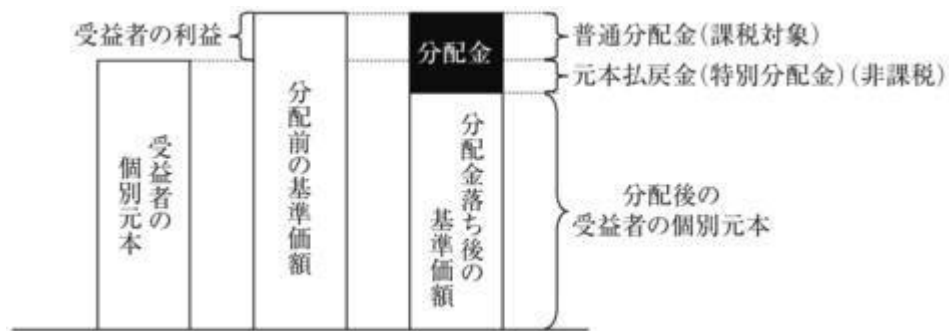 受益者の利益
受益者の
個別元本
分配前の基準価額
分配金
分配金落ち後の
基準価額
普通分配金(課税対象)
元本払戻金(特別分配金)(非課税)
分配後の
受益者の個別元本